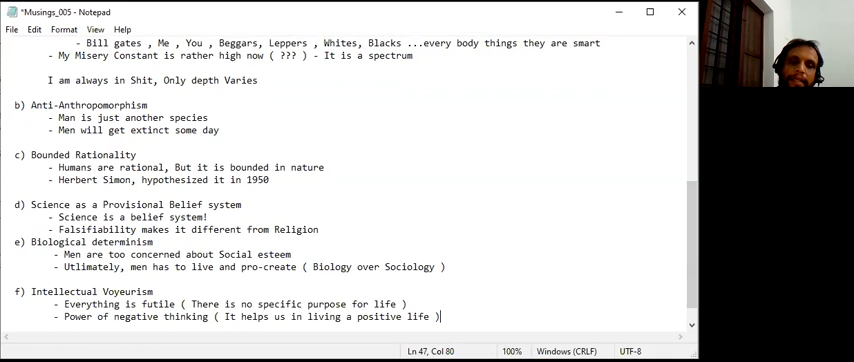 *Musings_005 - Notepad
File Edit Format View Help
- Bill gates , Me , You , Beggars, Leppers , Whites, Blacks ...every body things they are smart
- My Misery Constant is rather high now ( ??? ) - It is a spectrum
I am always in Shit, Only depth Varies
b) Anti-Anthropomorphism
- Man is just another species
- Men will get extinct some day
c) Bounded Rationality
- Humans are rational, But it is bounded in nature
- Herbert Simon, hypothesized it in 1950
d) Science as a Provisional Belief system
- Science is a belief system!
- Falsifiability makes it different from Religion
e) Biological determinism
- Men are too concerned about Social esteem
- Utlimately, men has to live and pro-create ( Biology over Sociology )
f) Intellectual Voyeurism
- Everything is futile ( There is no specific purpose for life )
- Power of negative thinking ( It helps us in living a positive life )
Ln 47, Col 80 100% Windows (CRLF) UTF-8